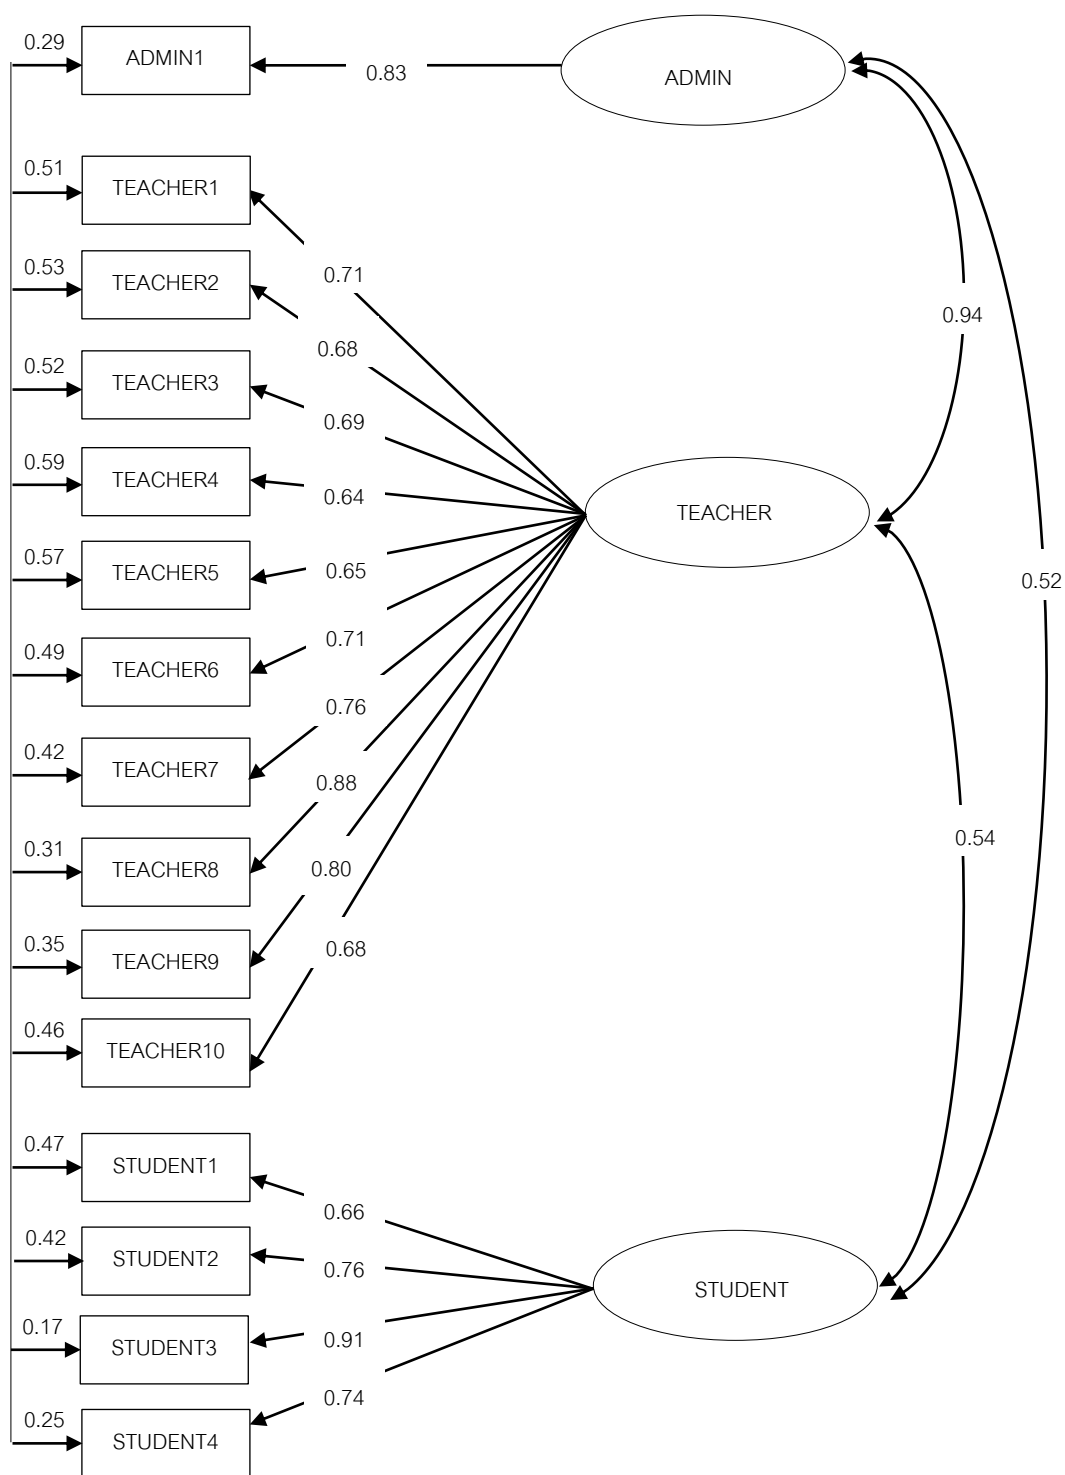 0.29
ADMIN1
0.83
ADMIN
0.51
TEACHER1
0.71
0.53
TEACHER2
0.68
0.94
0.52
TEACHER3
0.69
0.59
TEACHER4
0.64
TEACHER
0.57
TEACHER5
0.65
0.52
0.49
TEACHER6
0.71
0.42
TEACHER7
0.76
0.31
TEACHER8
0.88
0.54
0.35
TEACHER9
0.80
0.46
TEACHER10
0.68
0.47
STUDENT1
0.66
0.42
STUDENT2
0.76
STUDENT
0.17
STUDENT3
0.91
0.25
STUDENT4
0.74